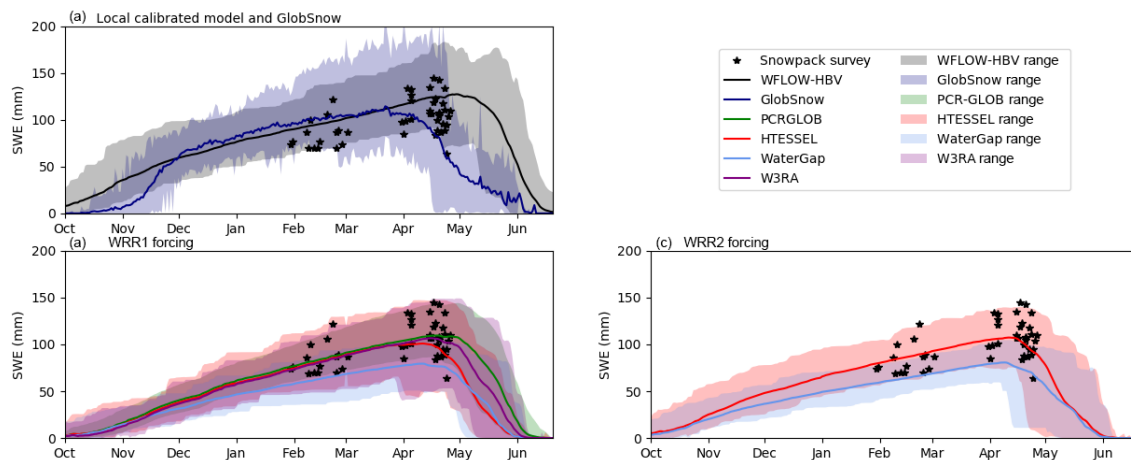 (a) Local calibrated model and GlobSnow
200
150
100
50
0
SWE (mm)
Oct Nov Dec Jan Feb Mar Apr May Jun
Snowpack survey
WFLOW-HBV
GlobSnow
PCRGLOB
HTESSEL
WaterGap
W3RA
WFLOW-HBV range
GlobSnow range
PCR-GLOB range
HTESSEL range
WaterGap range
W3RA range
(a) WRR1 forcing
200
150
100
50
0
SWE (mm)
Oct Nov Dec Jan Feb Mar Apr May Jun
(c) WRR2 forcing
200
150
100
50
0
SWE (mm)
Oct Nov Dec Jan Feb Mar Apr May Jun